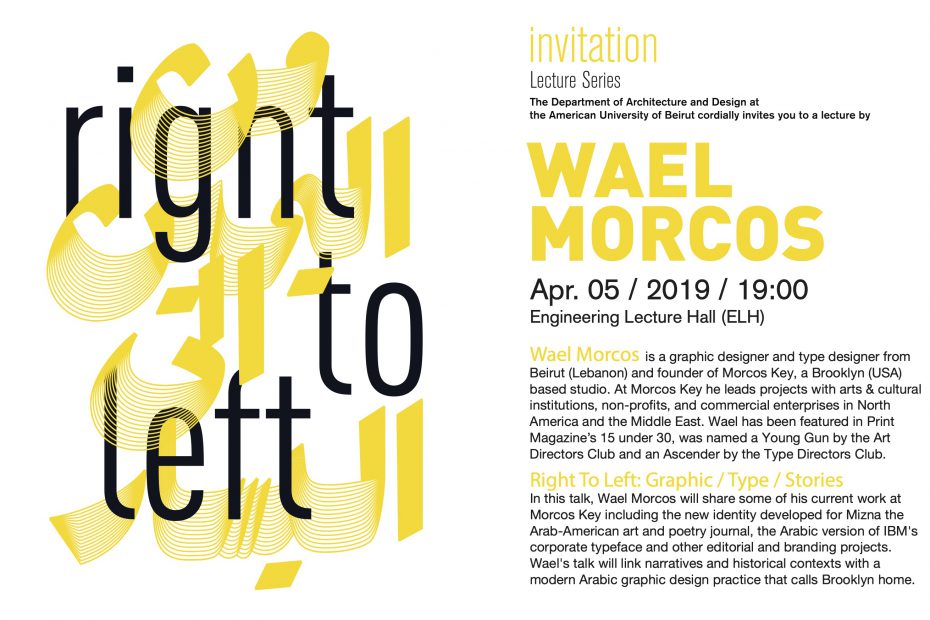 right
to
left
invitation
Lecture Series
The Department of Architecture and Design at
the American University of Beirut cordially invites you to a lecture by
WAEL
MORCOS
Apr. 05 / 2019 / 19:00
Engineering Lecture Hall (ELH)
Wael Morcos is a graphic designer and type designer from
Beirut (Lebanon) and founder of Morcos Key, a Brooklyn (USA)
based studio. At Morcos Key he leads projects with arts & cultural
institutions, non-profits, and commercial enterprises in North
America and the Middle East. Wael has been featured in Print
Magazine's 15 under 30, was named a Young Gun by the Art
Directors Club and an Ascender by the Type Directors Club.
Right To Left: Graphic / Type / Stories
In this talk, Wael Morcos will share some of his current work at
Morcos Key including the new identity developed for Mizna the
Arab-American art and poetry journal, the Arabic version of IBM's
corporate typeface and other editorial and branding projects.
Wael's talk will link narratives and historical contexts with a
modern Arabic graphic design practice that calls Brooklyn home.